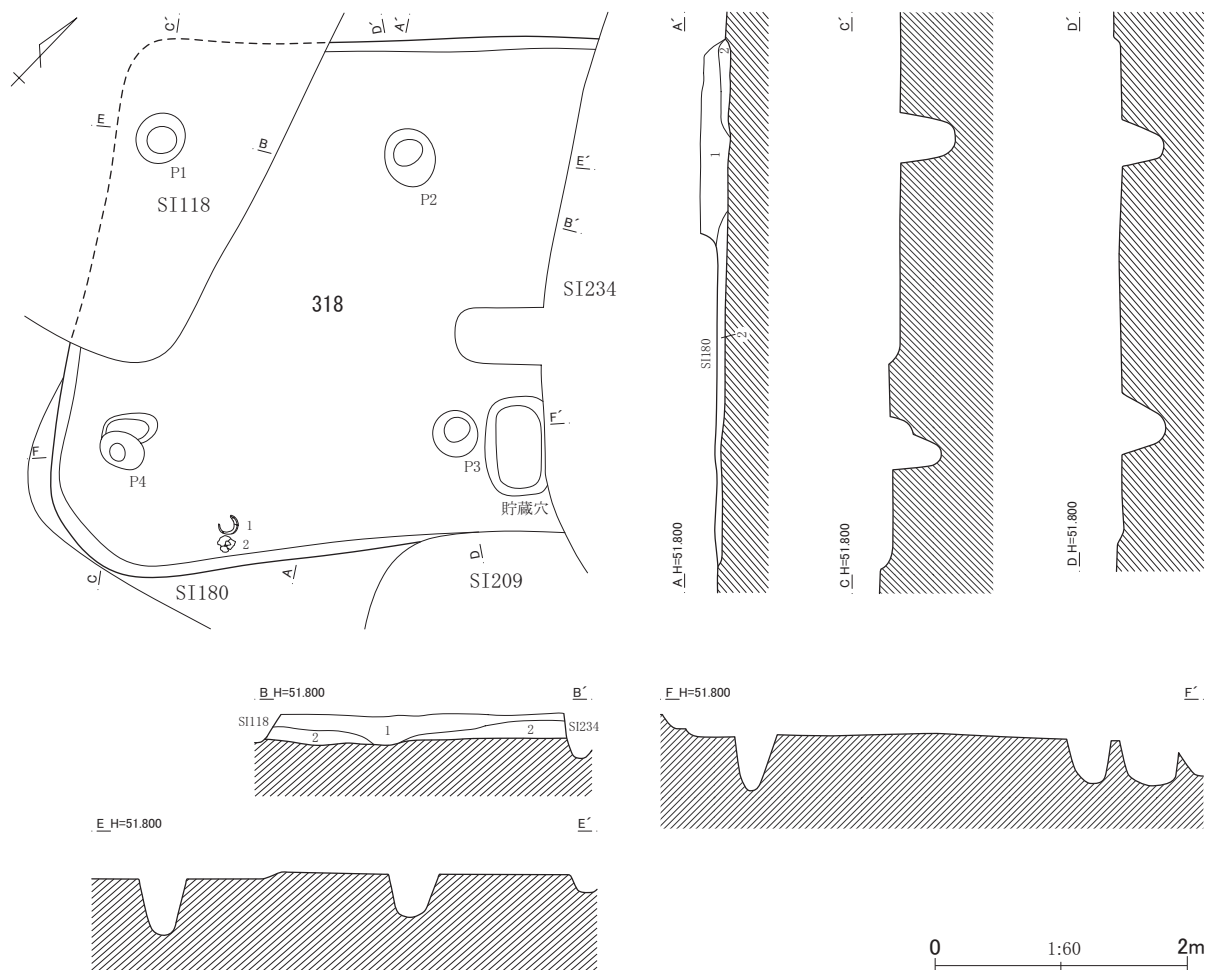 C´
D´
A´
E
B
P1
P2
E´
SI118
B´
318
SI234
F
F´
P4
P3
貯蔵穴
1
2
C
A
D
SI180
SI209
A´
2
1
SI180
2
A H=51.800
C´
C H=51.800
D´
D H=51.800
B H=51.800
B´
SI118
1
2
2
SI234
E H=51.800
E´
F H=51.800
F´
0
1:60
2m